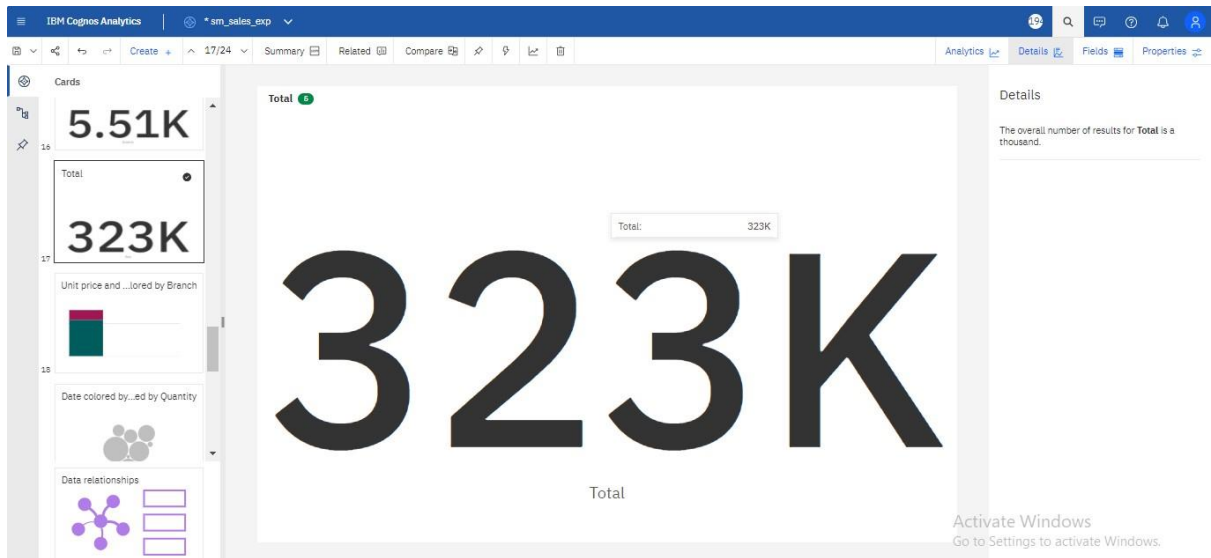 IBM Cognos Analytics
* sm_sales_exp
194
17/24
Create +
Summary
Related
Compare
Analytics
Details
Fields
Properties
Cards
5.51K
16
Total
323K
17
Unit price and ...lored by Branch
18
Date colored by...ed by Quantity
Data relationships
Total 5
Total: 323K
323K
Total
Details
The overall number of results for Total is a
thousand.
Activate Windows
Go to Settings to activate Windows.